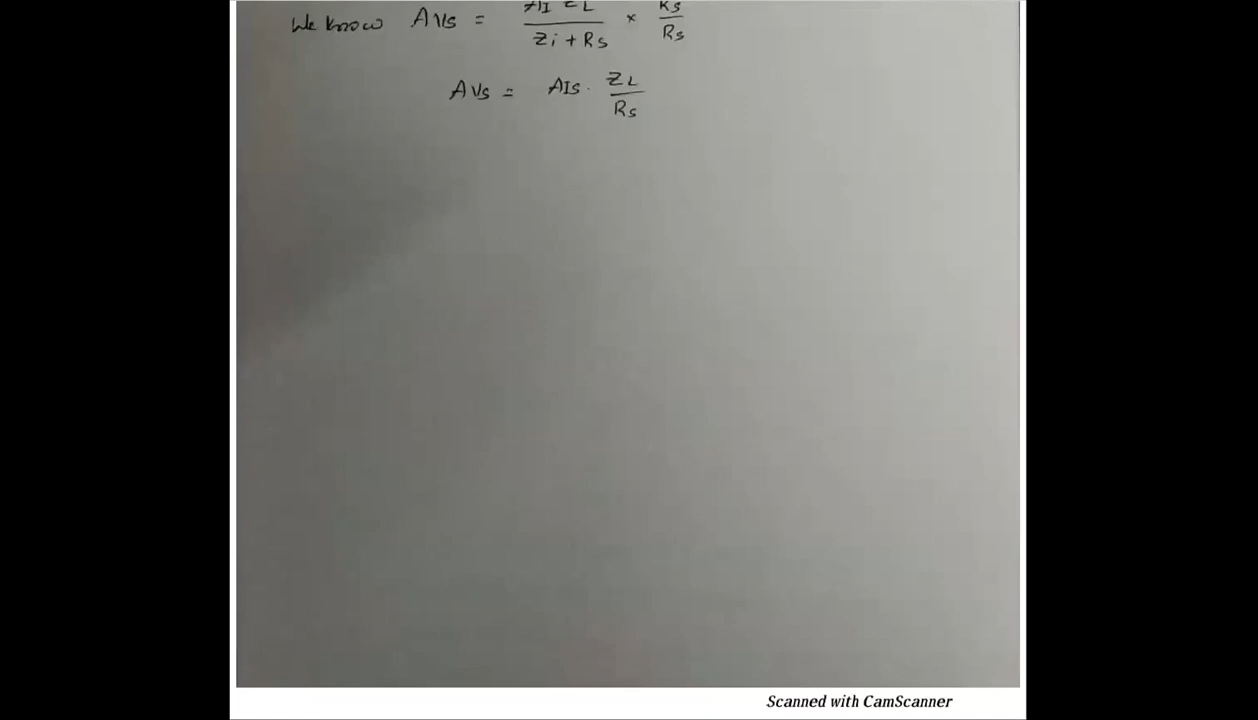 We know AVs = AI ZL / Zi + Rs × Rs / Rs
AVs = AIs · ZL / Rs
Scanned with CamScanner